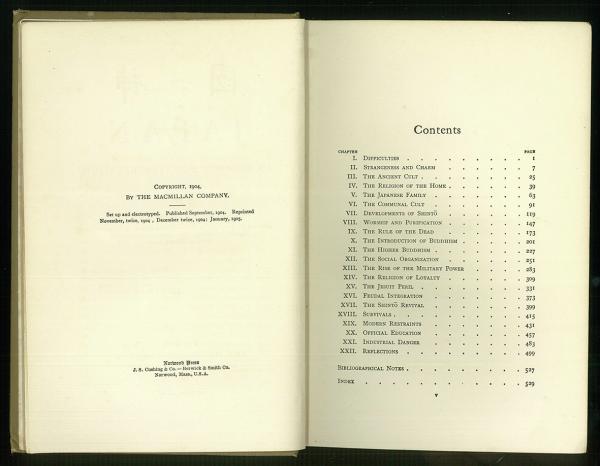 Copyright, 1904,
By THE MACMILLAN COMPANY.
Set up and electrotyped. Published September, 1904. Reprinted
November, twice, 1904, December twice, 1904; January, 1905.
Norwood Press
J. S. Cushing & Co. — Berwick & Smith Co.
Norwood, Mass., U.S.A.
Contents
CHAPTER PAGE
I. Difficulties . . . . . . . . . 1
II. Strangeness and Charm . . . . . . . 7
III. The Ancient Cult . . . . . . . . 25
IV. The Religion of the Home . . . . . . 39
V. The Japanese Family . . . . . . . 63
VI. The Communal Cult . . . . . . . 91
VII. Developments of Shintō . . . . . . 119
VIII. Worship and Purification . . . . . . 147
IX. The Rule of the Dead . . . . . . 173
X. The Introduction of Buddhism . . . . . 201
XI. The Higher Buddhism . . . . . . . 227
XII. The Social Organization . . . . . . 251
XIII. The Rise of the Military Power . . . . 283
XIV. The Religion of Loyalty . . . . . . 309
XV. The Jesuit Peril . . . . . . . . 331
XVI. Feudal Integration . . . . . . . 373
XVII. The Shintō Revival . . . . . . . 399
XVIII. Survivals . . . . . . . . . 415
XIX. Modern Restraints . . . . . . . 431
XX. Official Education . . . . . . . 457
XXI. Industrial Danger . . . . . . . 483
XXII. Reflections . . . . . . . . 499
Bibliographical Notes . . . . . . . . 527
Index . . . . . . . . . . . 529
v